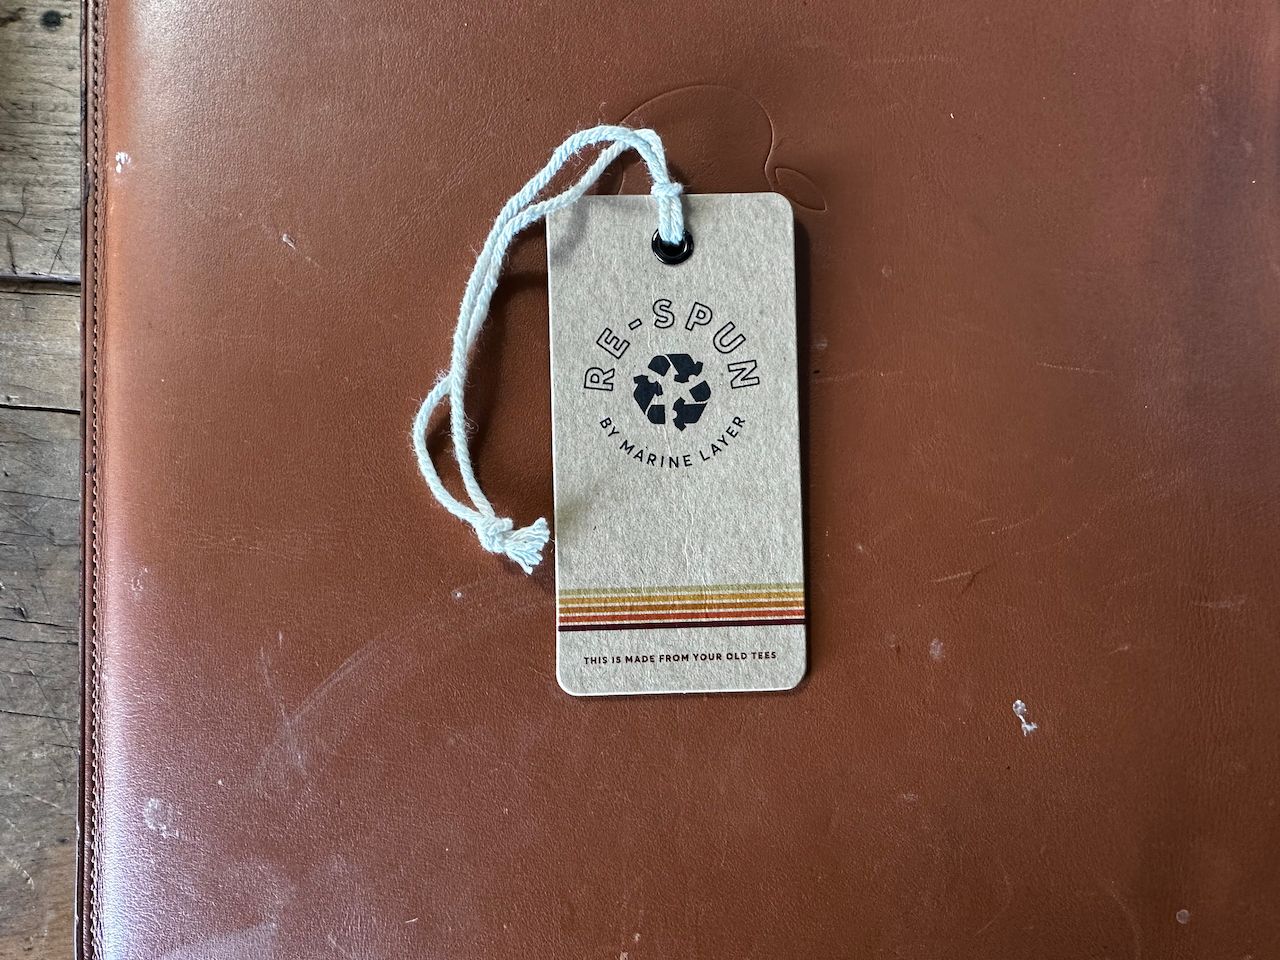 RE-SPUN
BY MARINE LAYER
THIS IS MADE FROM YOUR OLD TEES